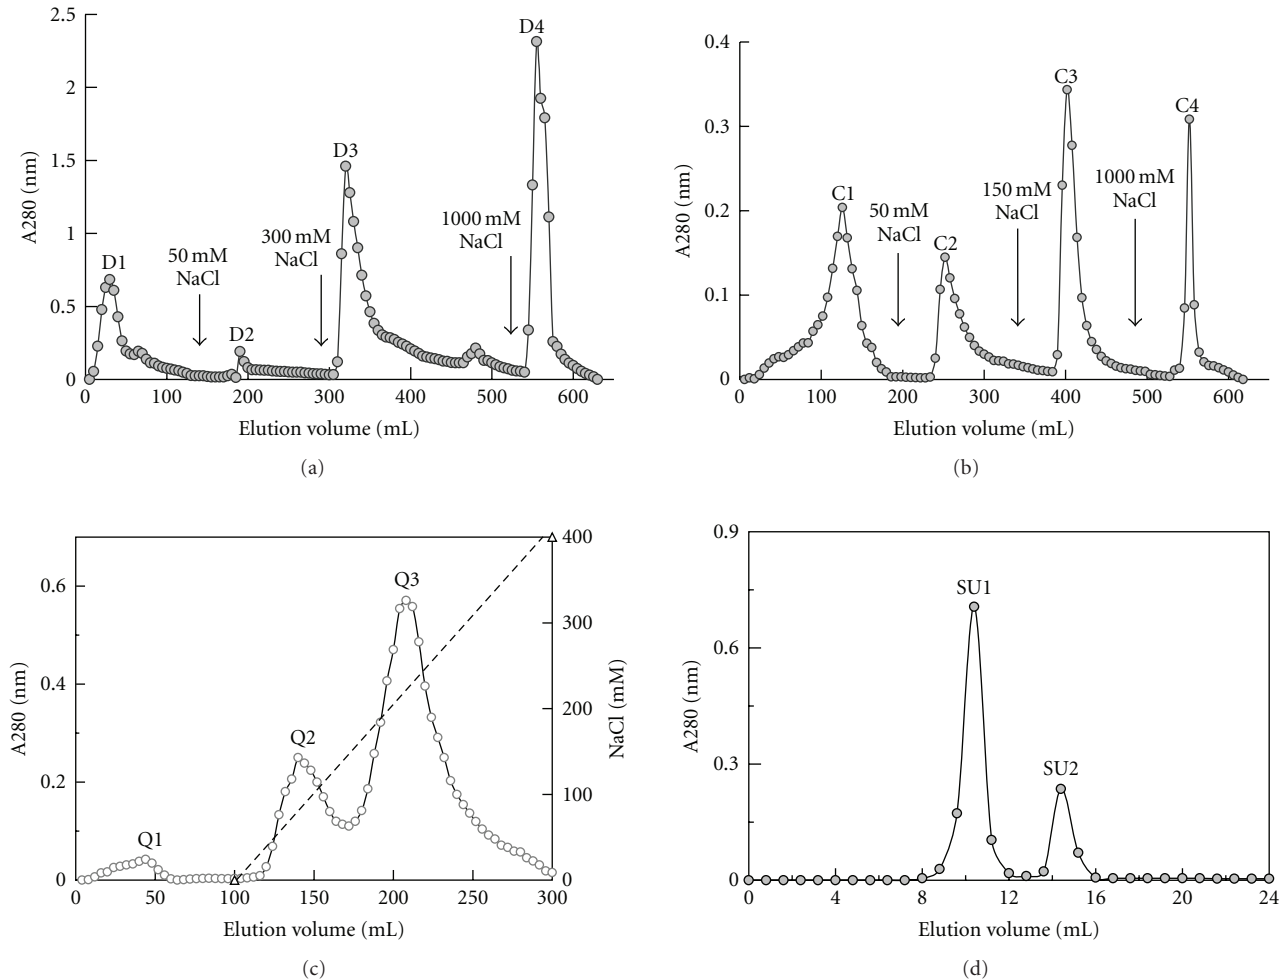 2.5
2
1.5
1
0.5
0
A280 (nm)
D1
50 mM
NaCl
D2
300 mM
NaCl
D3
1000 mM
NaCl
D4
0 100 200 300 400 500 600
Elution volume (mL)
(a)
0.4
0.3
0.2
0.1
0
A280 (nm)
C1
50 mM
NaCl
C2
150 mM
NaCl
C3
1000 mM
NaCl
C4
0 100 200 300 400 500 600
Elution volume (mL)
(b)
0.6
0.4
0.2
0
A280 (nm)
Q1
Q2
Q3
400
300
200
100
0
NaCl (mM)
0 50 100 150 200 250 300
Elution volume (mL)
(c)
0.9
0.6
0.3
0
A280 (nm)
SU1
SU2
0 4 8 12 16 20 24
Elution volume (mL)
(d)